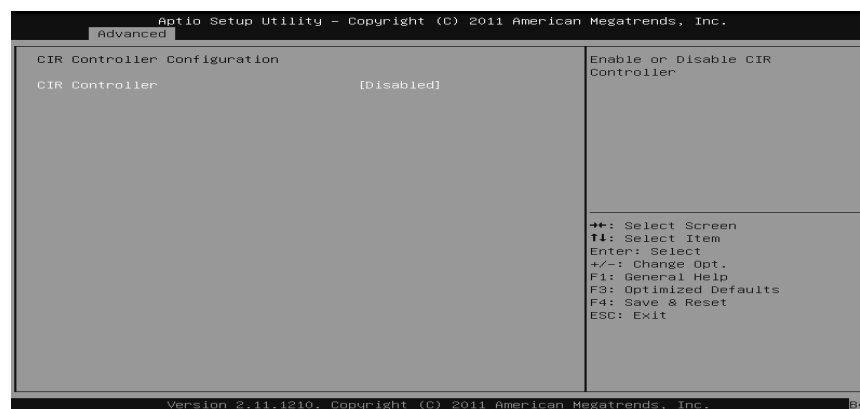 Aptio Setup Utility – Copyright (C) 2011 American Megatrends, Inc.
Advanced
CIR Controller Configuration
CIR Controller [Disabled]
Enable or Disable CIR
Controller
→←: Select Screen
↑↓: Select Item
Enter: Select
+/-: Change Opt.
F1: General Help
F3: Optimized Defaults
F4: Save & Reset
ESC: Exit
Version 2.11.1210. Copyright (C) 2011 American Megatrends, Inc.